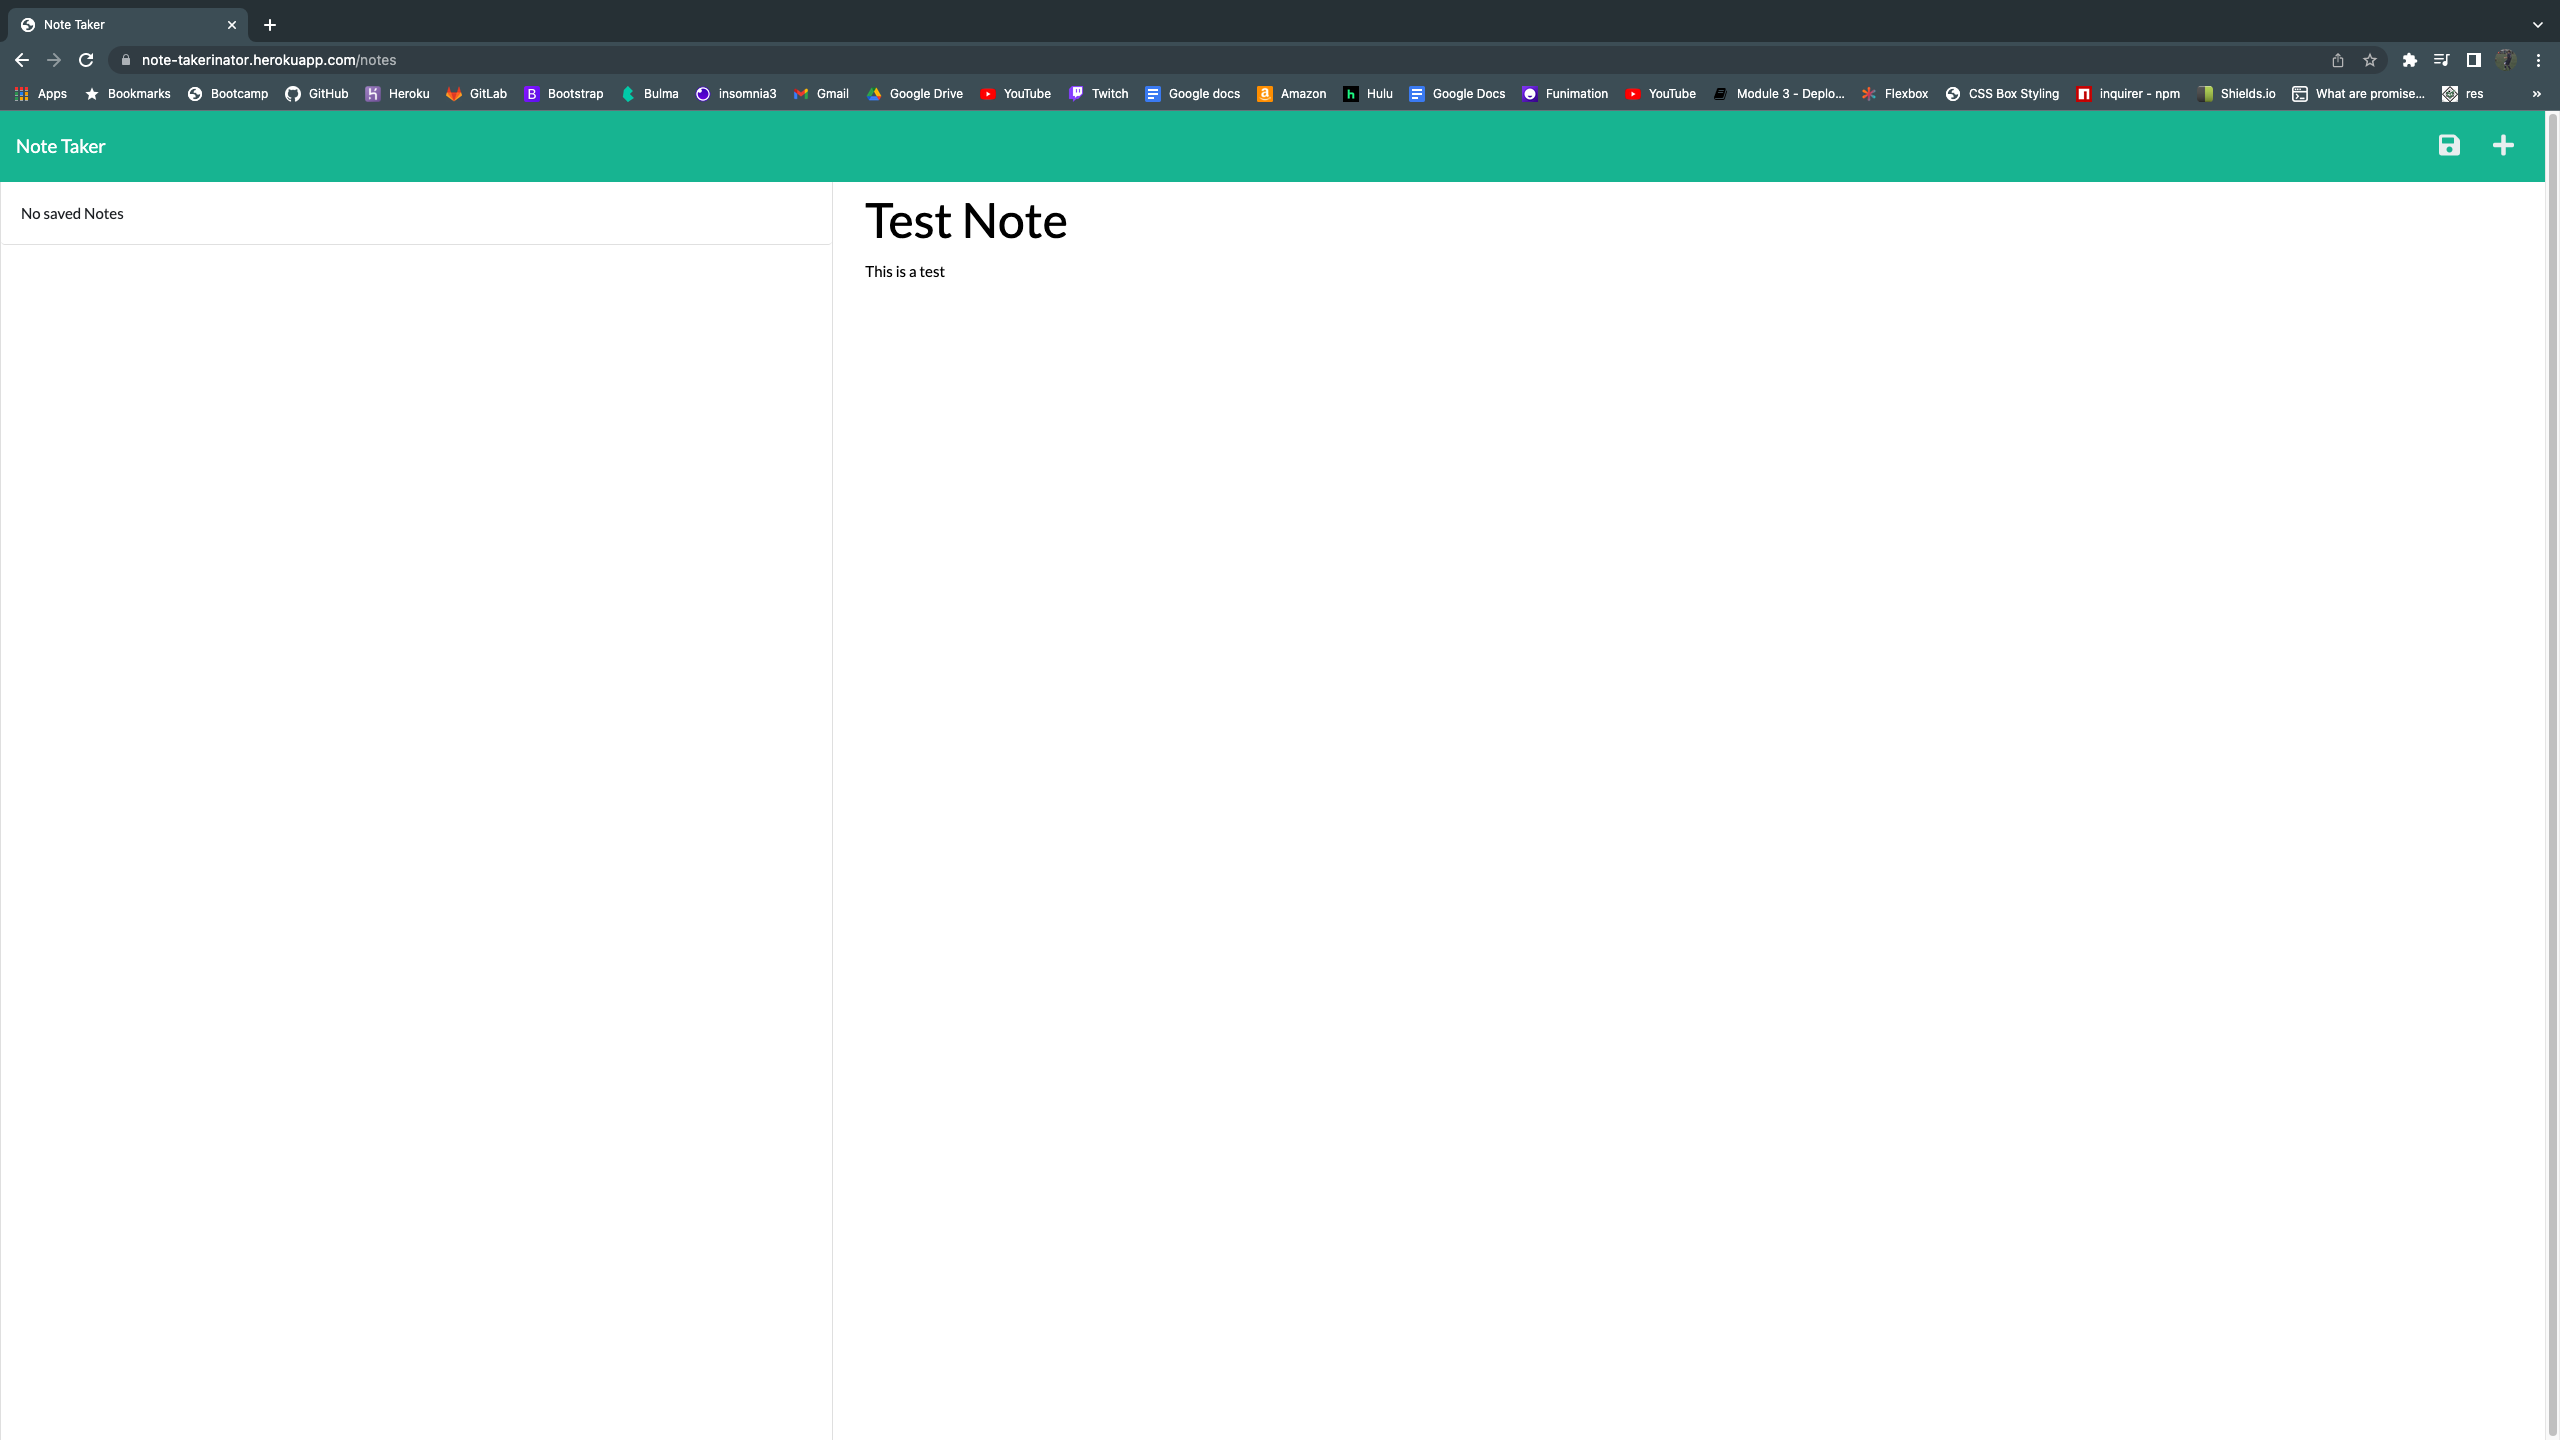 Note Taker
note-takerinator.herokuapp.com/notes
Apps Bookmarks Bootcamp GitHub Heroku GitLab Bootstrap Bulma insomnia3 Gmail Google Drive YouTube Twitch Google docs Amazon Hulu Google Docs Funimation YouTube Module 3 - Deplo... Flexbox CSS Box Styling inquirer - npm Shields.io What are promise... res »
Note Taker
No saved Notes
Test Note
This is a test